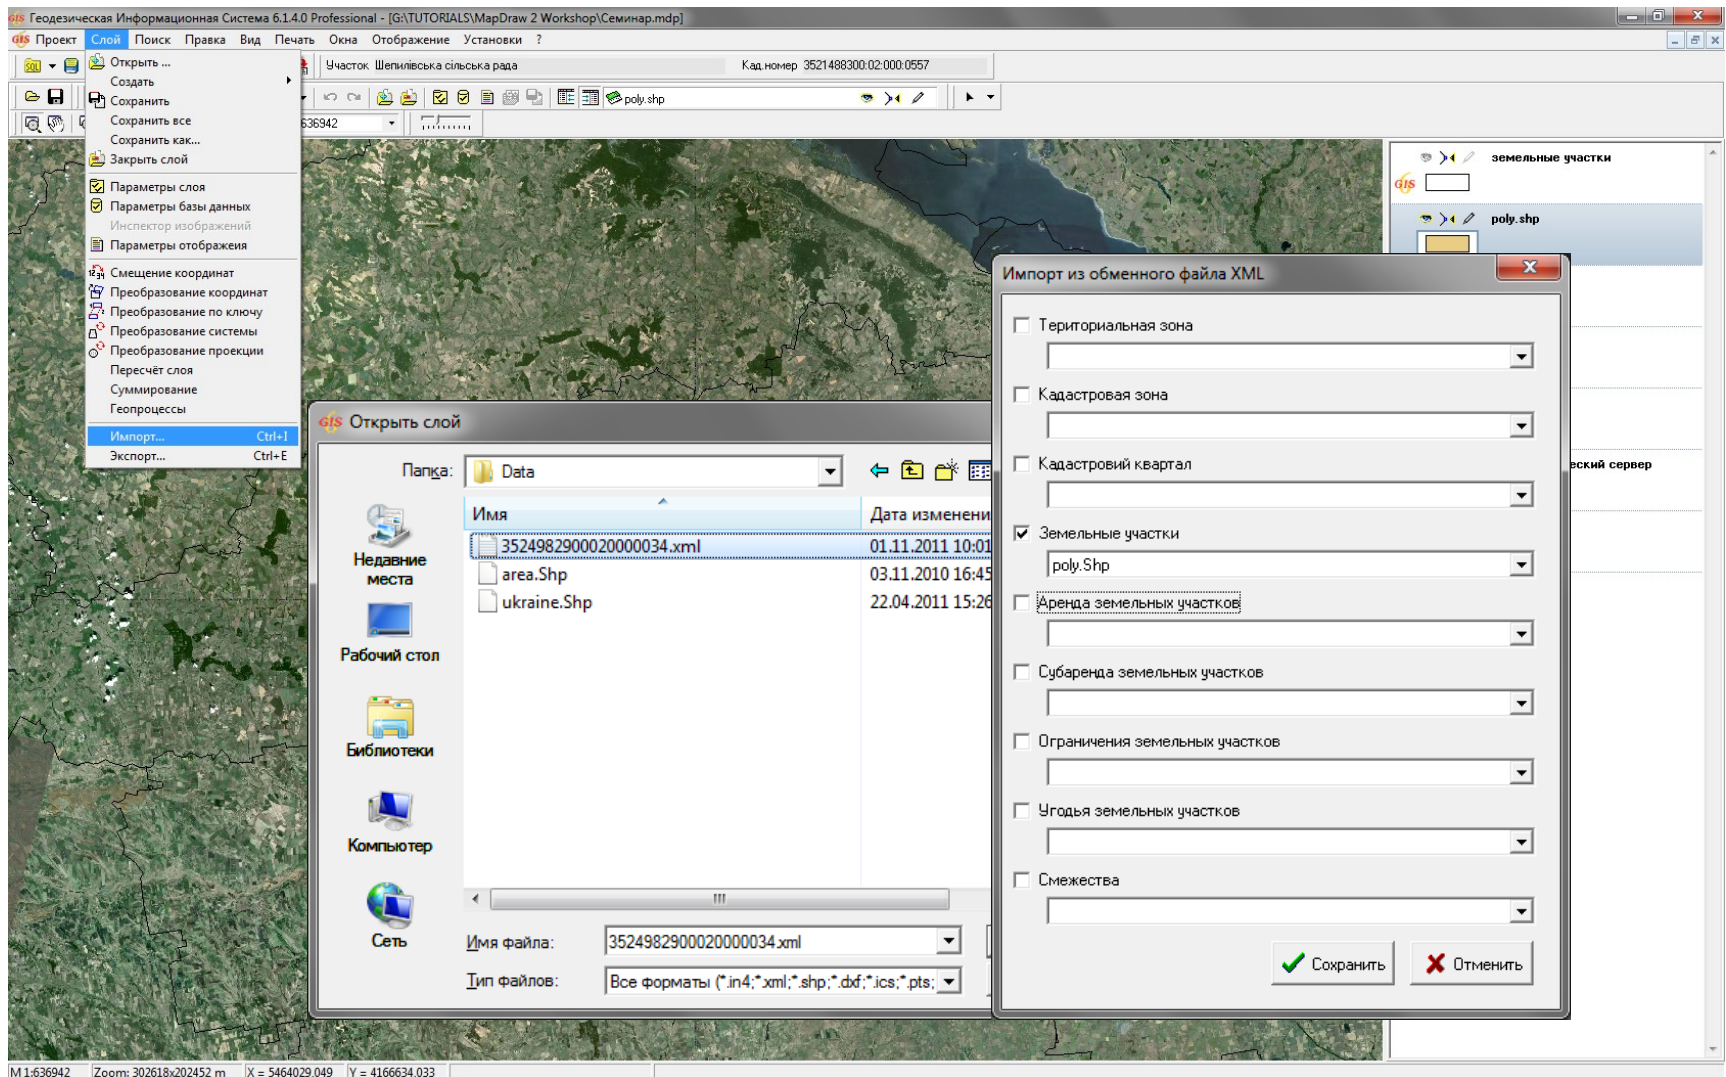 GIS Геодезическая Информационная Система 6.1.4.0 Professional - [G:\TUTORIALS\MapDraw 2 Workshop\Семинар.mdp]
GIS Проект Слой Поиск Правка Вид Печать Окна Отображение Установки ?
SQL
Участок Шепилівська сільська рада
Кад.номер 3521488300:02:000:0557
poly.shp
636942
Открыть ...
Создать
Сохранить
Сохранить все
Сохранить как...
Закрыть слой
Параметры слоя
Параметры базы данных
Инспектор изображений
Параметры отображеия
Смещение координат
Преобразование координат
Преобразование по ключу
Преобразование системы
Преобразование проекции
Пересчёт слоя
Суммирование
Геопроцессы
Импорт... Ctrl+I
Экспорт... Ctrl+E
земельные участки
GIS
poly.shp
еский сервер
GIS Открыть слой
Папка: Data
Имя
Дата изменени
3524982900020000034.xml 01.11.2011 10:01
area.Shp 03.11.2010 16:45
ukraine.Shp 22.04.2011 15:26
Недавние
места
Рабочий стол
Библиотеки
Компьютер
Сеть
Имя файла: 3524982900020000034.xml
Тип файлов: Все форматы (*.in4;*.xml;*.shp;*.dxf;*.ics;*.pts;
Импорт из обменного файла XML
Териториальная зона
Кадастровая зона
Кадастровий квартал
Земельные участки
poly.Shp
Аренда земельных участков
Субаренда земельных участков
Ограничения земельных участков
Угодья земельных участков
Смежества
Сохранить
Отменить
M 1:636942 Zoom: 302618x202452 m X = 5464029.049 Y = 4166634.033